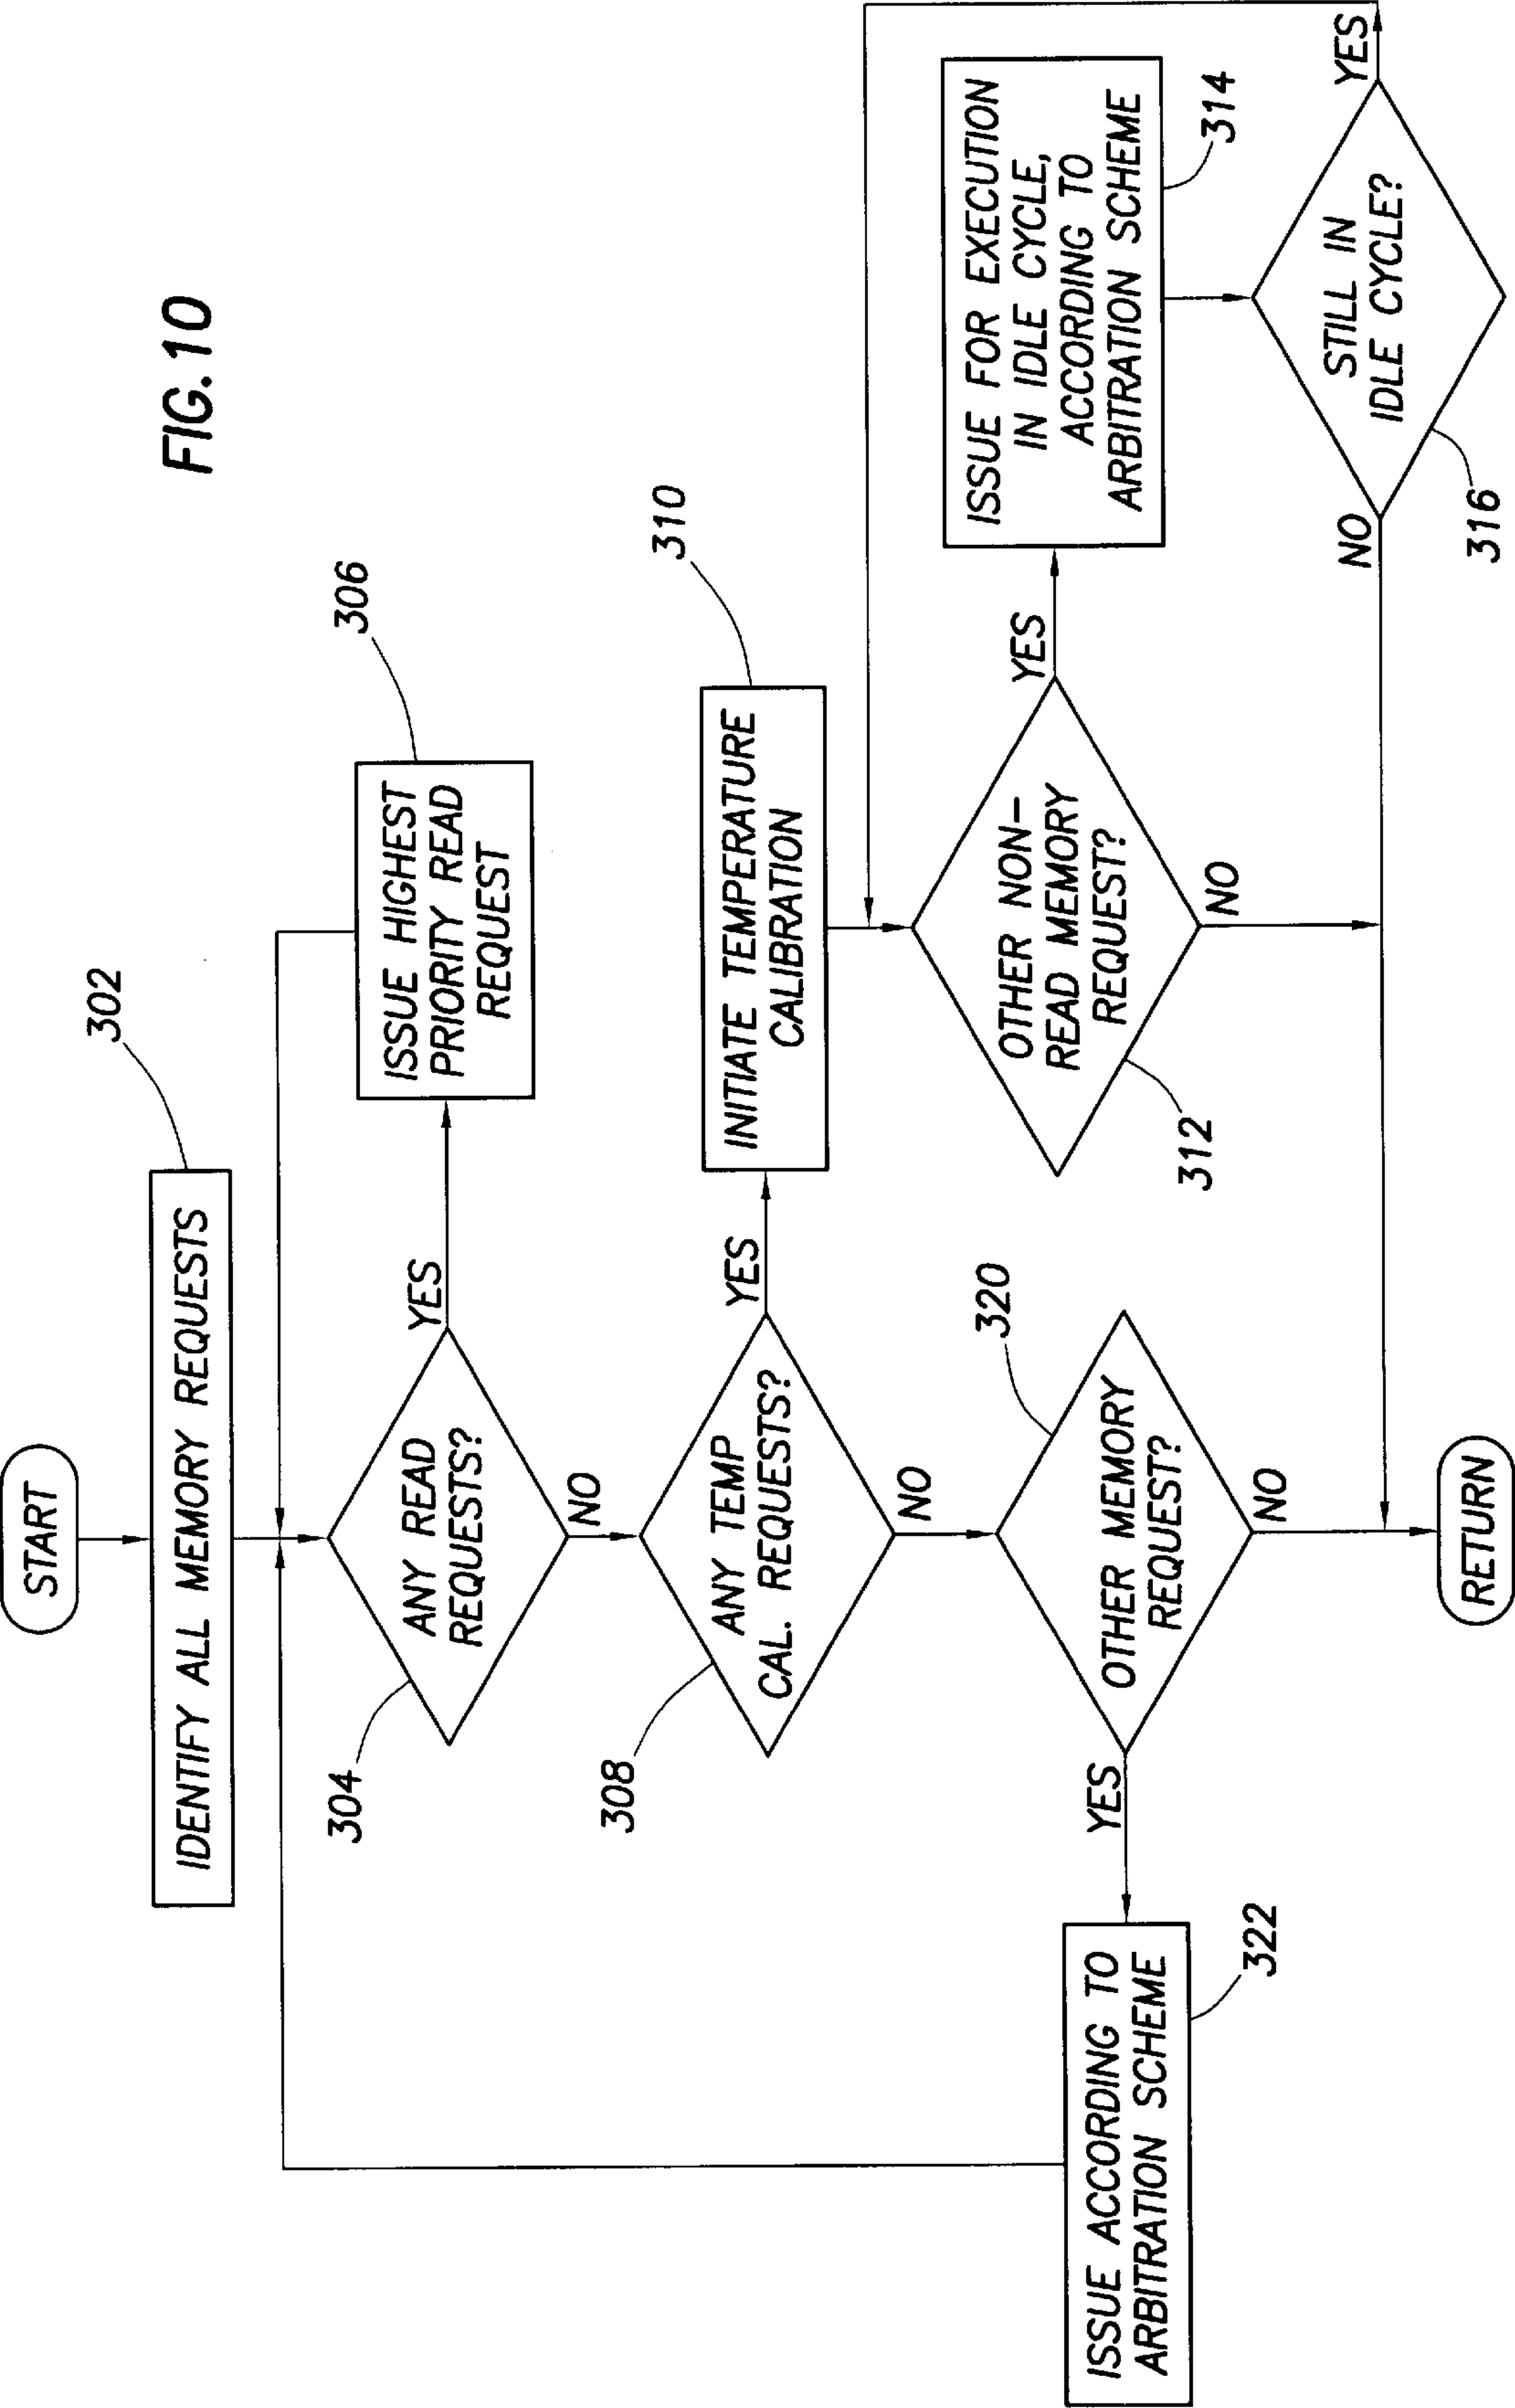 FIG.10
START
302
IDENTIFY ALL MEMORY REQUESTS
304
ANY READ
REQUESTS?
YES
NO
306
ISSUE HIGHEST
PRIORITY READ
REQUEST
308
ANY TEMP
CAL. REQUESTS?
YES
NO
310
INITIATE TEMPERATURE
CALIBRATION
312
OTHER NON-
READ MEMORY
REQUEST?
YES
NO
ISSUE FOR EXECUTION
IN IDLE CYCLE,
ACCORDING TO
ARBITRATION SCHEME
314
STILL IN
IDLE CYCLE?
YES
NO
316
320
OTHER MEMORY
REQUEST?
YES
NO
ISSUE ACCORDING TO
ARBITRATION SCHEME
322
RETURN